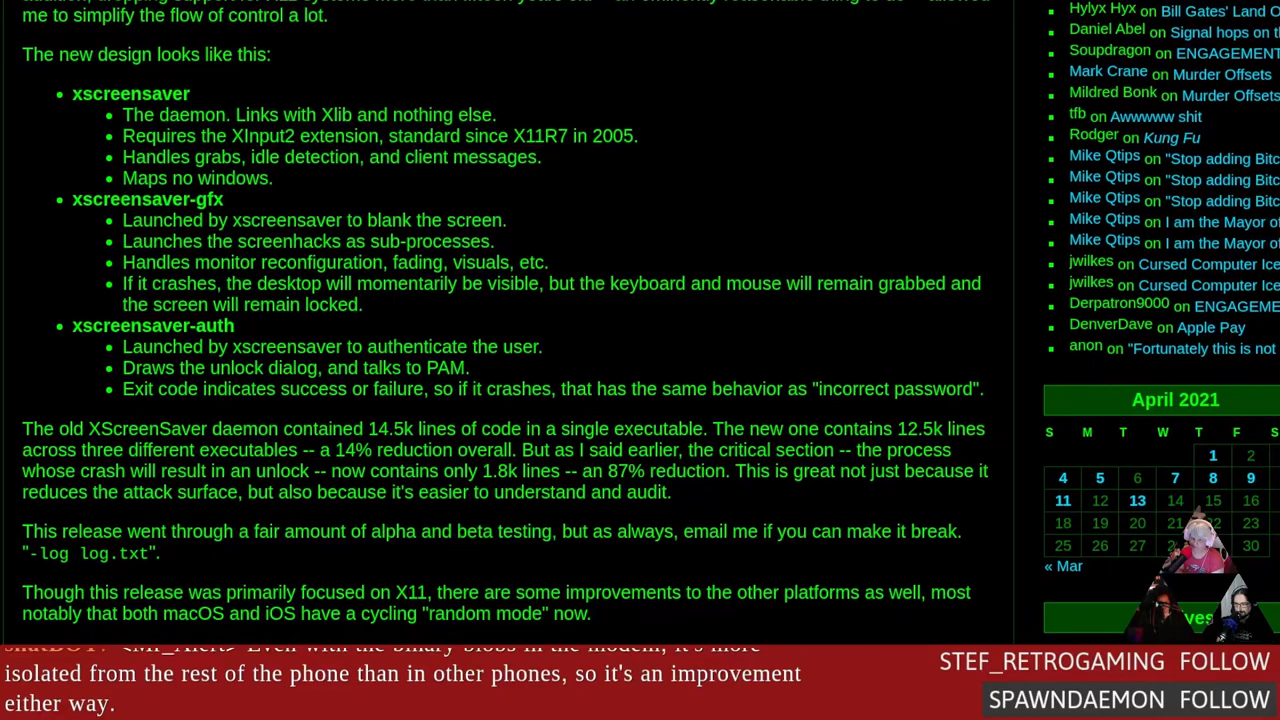 me to simplify the flow of control a lot.
The new design looks like this:
xscreensaver
The daemon. Links with Xlib and nothing else.
Requires the XInput2 extension, standard since X11R7 in 2005.
Handles grabs, idle detection, and client messages.
Maps no windows.
xscreensaver-gfx
Launched by xscreensaver to blank the screen.
Launches the screenhacks as sub-processes.
Handles monitor reconfiguration, fading, visuals, etc.
If it crashes, the desktop will momentarily be visible, but the keyboard and mouse will remain grabbed and
the screen will remain locked.
xscreensaver-auth
Launched by xscreensaver to authenticate the user.
Draws the unlock dialog, and talks to PAM.
Exit code indicates success or failure, so if it crashes, that has the same behavior as "incorrect password".
The old XScreenSaver daemon contained 14.5k lines of code in a single executable. The new one contains 12.5k lines
across three different executables -- a 14% reduction overall. But as I said earlier, the critical section -- the process
whose crash will result in an unlock -- now contains only 1.8k lines -- an 87% reduction. This is great not just because it
reduces the attack surface, but also because it's easier to understand and audit.
This release went through a fair amount of alpha and beta testing, but as always, email me if you can make it break.
"-log log.txt".
Though this release was primarily focused on X11, there are some improvements to the other platforms as well, most
notably that both macOS and iOS have a cycling "random mode" now.
Hylyx Hyx on Bill Gates' Land O
Daniel Abel on Signal hops on t
Soupdragon on ENGAGEMENT
Mark Crane on Murder Offsets
Mildred Bonk on Murder Offsets
tfb on Awwwww shit
Rodger on Kung Fu
Mike Qtips on "Stop adding Bitc
Mike Qtips on "Stop adding Bitc
Mike Qtips on "Stop adding Bitc
Mike Qtips on I am the Mayor of
Mike Qtips on I am the Mayor of
jwilkes on Cursed Computer Ice
jwilkes on Cursed Computer Ice
Derpatron9000 on ENGAGEME
DenverDave on Apple Pay
anon on "Fortunately this is not
April 2021
S M T W T F S
1 2
4 5 6 7 8 9
11 12 13 14 15 16
18 19 20 21 22 23
25 26 27 30
« Mar
<Mr_Alert> Even with the binary blobs in the modem, it's more
isolated from the rest of the phone than in other phones, so it's an improvement
either way.
STEF_RETROGAMING FOLLOW
SPAWNDAEMON FOLLOW